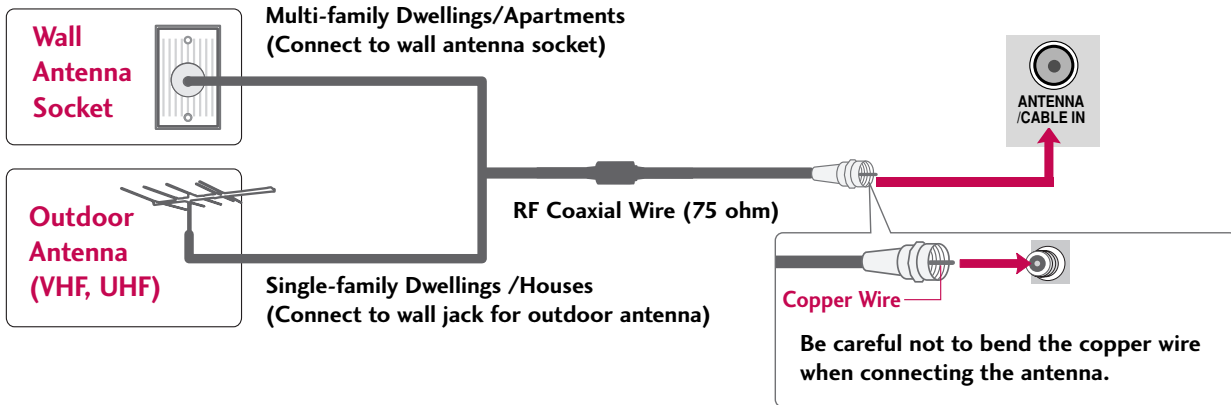 Wall
Antenna
Socket
Multi-family Dwellings/Apartments
(Connect to wall antenna socket)
ANTENNA
/CABLE IN
Outdoor
Antenna
(VHF, UHF)
RF Coaxial Wire (75 ohm)
Single-family Dwellings /Houses
(Connect to wall jack for outdoor antenna)
Copper Wire
Be careful not to bend the copper wire
when connecting the antenna.